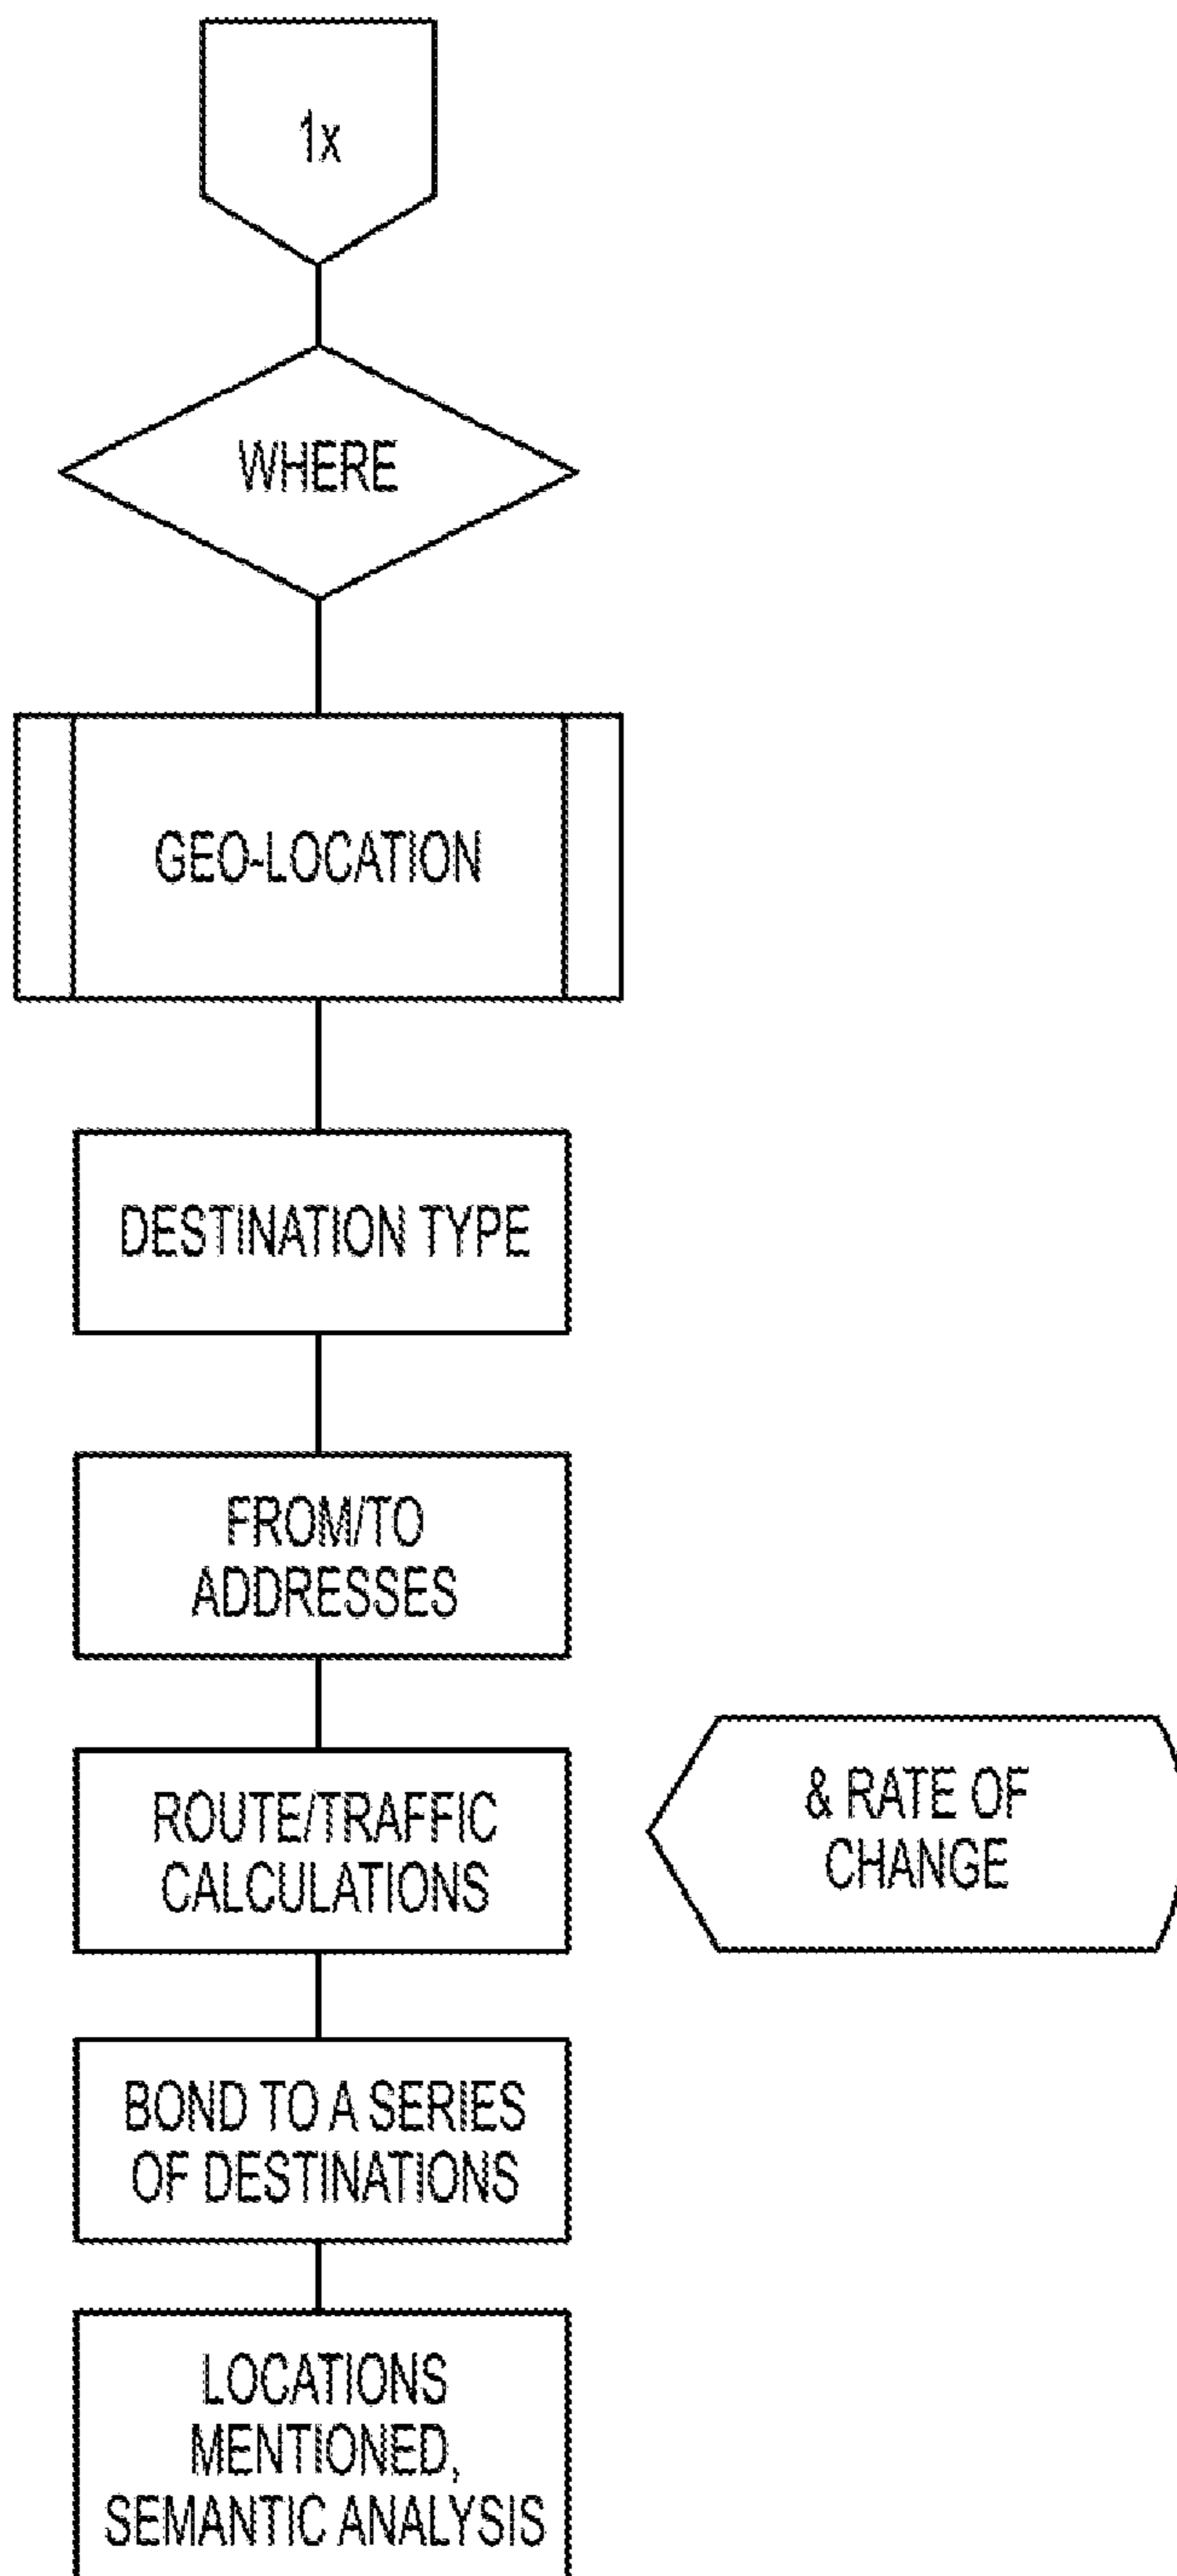 1x
WHERE
GEO-LOCATION
DESTINATION TYPE
FROM/TO
ADDRESSES
ROUTE/TRAFFIC
CALCULATIONS
& RATE OF
CHANGE
BOND TO A SERIES
OF DESTINATIONS
LOCATIONS
MENTIONED,
SEMANTIC ANALYSIS